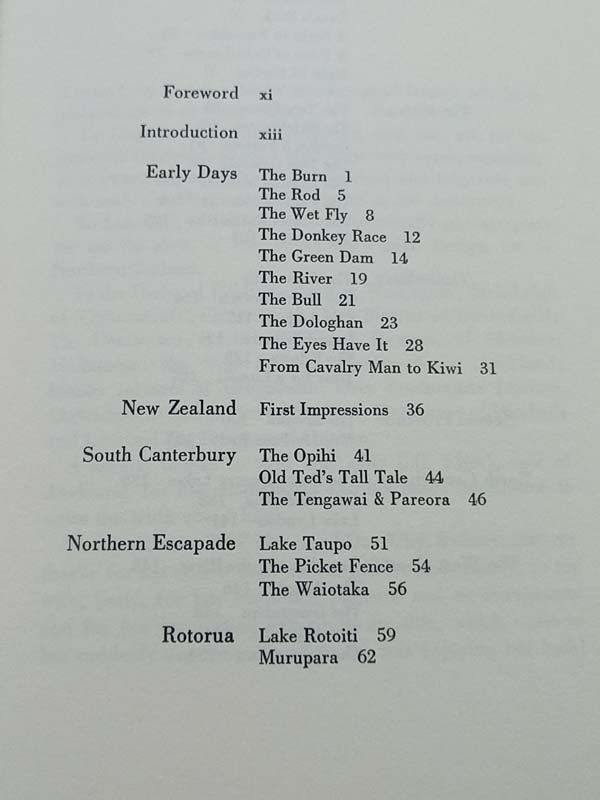 Foreword xi
Introduction xiii
Early Days The Burn 1
The Rod 5
The Wet Fly 8
The Donkey Race 12
The Green Dam 14
The River 19
The Bull 21
The Dologhan 23
The Eyes Have It 28
From Cavalry Man to Kiwi 31
New Zealand First Impressions 36
South Canterbury The Opihi 41
Old Ted's Tall Tale 44
The Tengawai & Pareora 46
Northern Escapade Lake Taupo 51
The Picket Fence 54
The Waiotaka 56
Rotorua Lake Rotoiti 59
Murupara 62